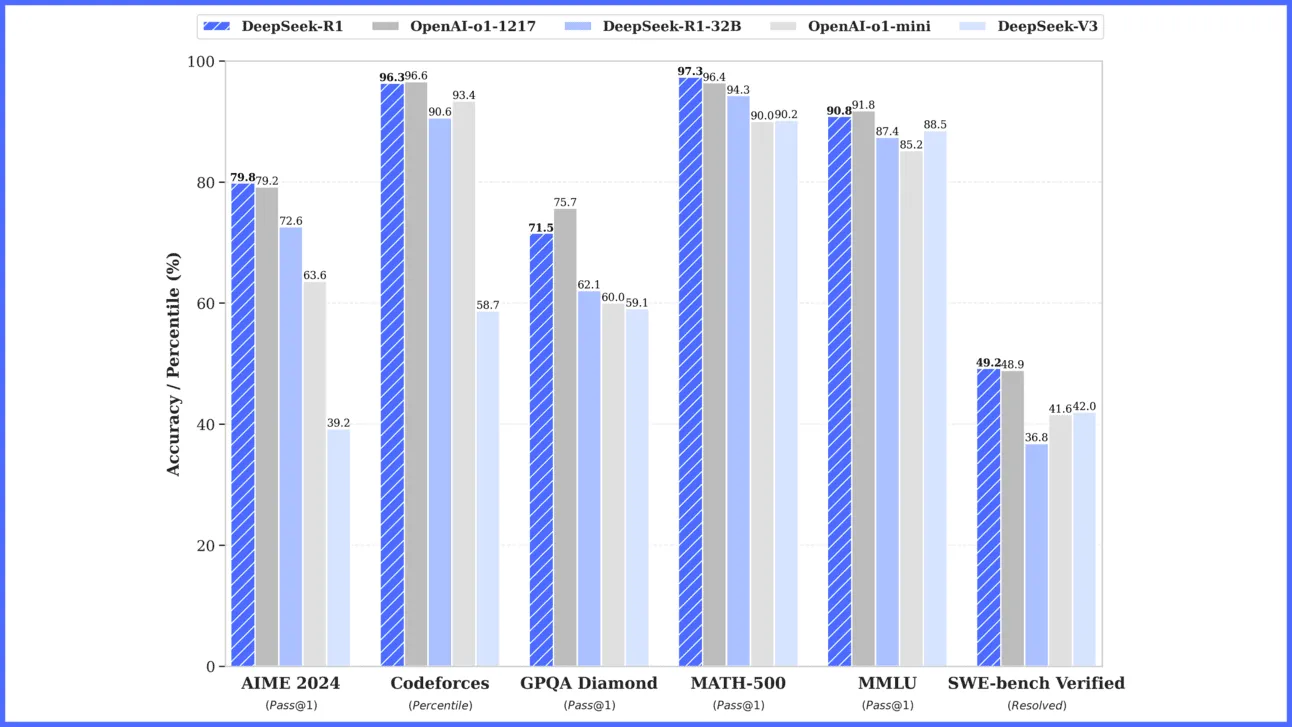 DeepSeek-R1 OpenAI-o1-1217 DeepSeek-R1-32B OpenAI-o1-mini DeepSeek-V3
Accuracy / Percentile (%)
100
80
60
40
20
0
79.8 79.2 72.6 63.6 39.2
96.3 96.6 90.6 93.4 58.7
71.5 75.7 62.1 60.0 59.1
97.3 96.4 94.3 90.0 90.2
90.8 91.8 87.4 85.2 88.5
49.2 48.9 36.8 41.6 42.0
AIME 2024 Codeforces GPQA Diamond MATH-500 MMLU SWE-bench Verified
(Pass@1) (Percentile) (Pass@1) (Pass@1) (Pass@1) (Resolved)